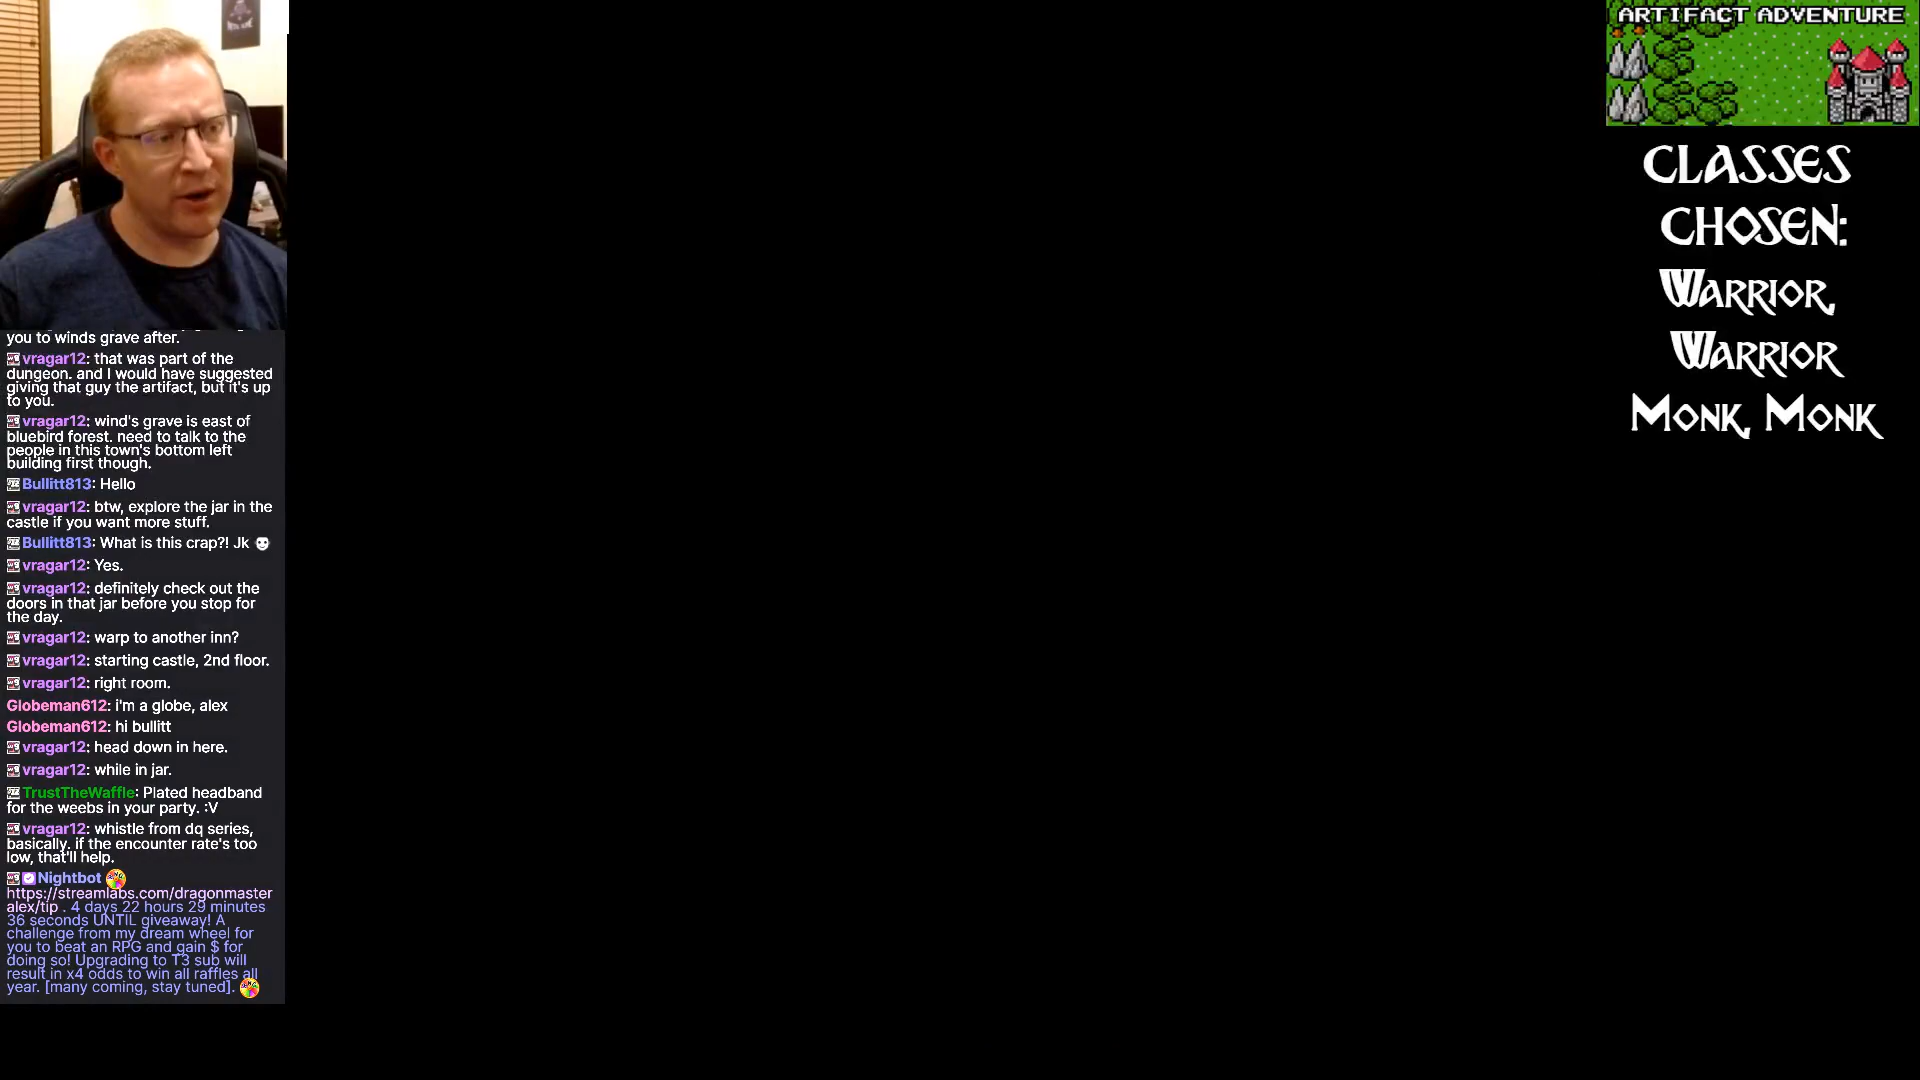 ARTIFACT ADVENTURE
CLASSES
CHOSEN:
WARRIOR,
WARRIOR
MONK, MONK
you to winds grave after.
vragar12: that was part of the
dungeon. and I would have suggested
giving that guy the artifact, but it's up
to you.
vragar12: wind's grave is east of
bluebird forest. need to talk to the
people in this town's bottom left
building first though.
Bullitt813: Hello
vragar12: btw, explore the jar in the
castle if you want more stuff.
Bullitt813: What is this crap?! Jk
vragar12: Yes.
vragar12: definitely check out the
doors in that jar before you stop for
the day.
vragar12: warp to another inn?
vragar12: starting castle, 2nd floor.
vragar12: right room.
Globeman612: i'm a globe, alex
Globeman612: hi bullitt
vragar12: head down in here.
vragar12: while in jar.
TrustTheWaffle: Plated headband
for the weebs in your party. :V
vragar12: whistle from dq series,
basically. if the encounter rate's too
low, that'll help.
Nightbot
https://streamlabs.com/dragonmaster
alex/tip . 4 days 22 hours 29 minutes
36 seconds UNTIL giveaway! A
challenge from my dream wheel for
you to beat an RPG and gain $ for
doing so! Upgrading to T3 sub will
result in x4 odds to win all raffles all
year. [many coming, stay tuned].